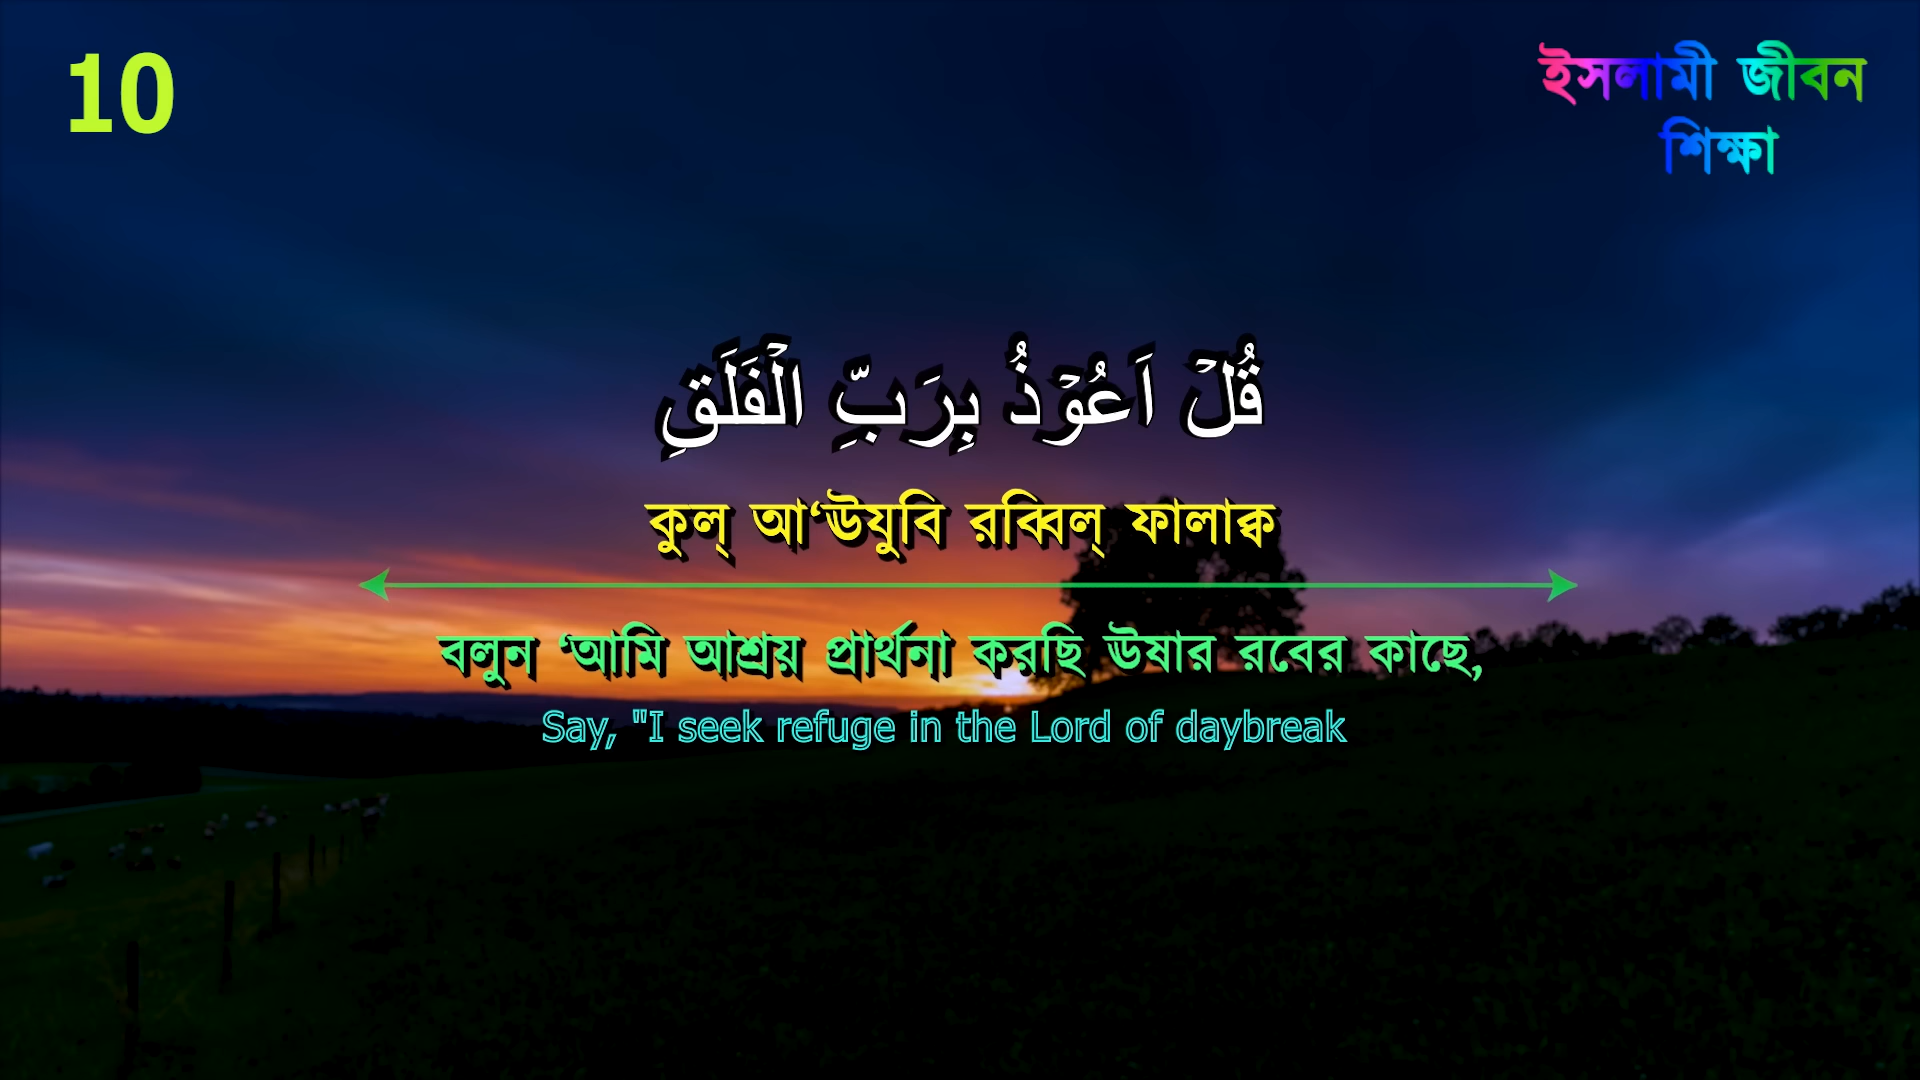 10
ইসলামী জীবন
শিক্ষা
قُلۡ اَعُوۡذُ بِرَبِّ الۡفَلَقِ
কুল্ আ‘ঊযুবি রব্বিল্ ফালাক্ব
বলুন ‘আমি আশ্রয় প্রার্থনা করছি ঊষার রবের কাছে,
Say, "I seek refuge in the Lord of daybreak